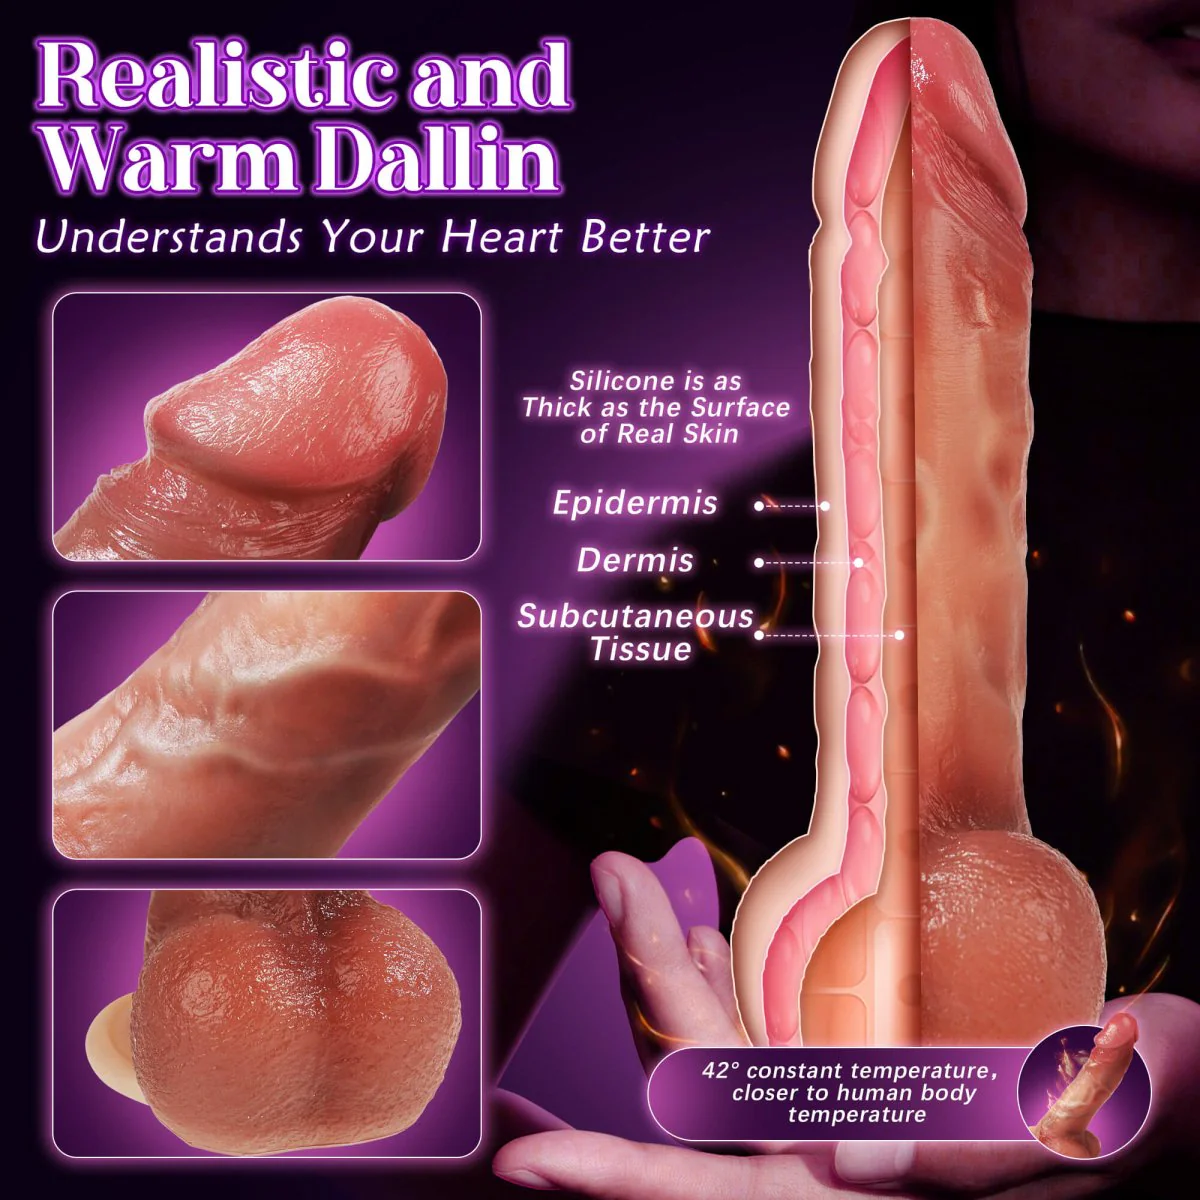 Realistic and
Warm Dallin
Understands Your Heart Better
Silicone is as
Thick as the Surface
of Real Skin
Epidermis
Dermis
Subcutaneous
Tissue
42° constant temperature,
closer to human body
temperature